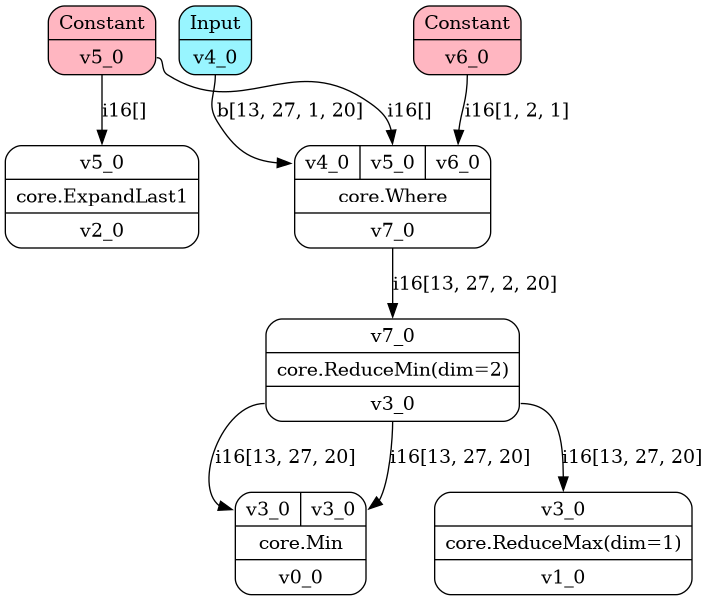 Constant
v5_0
Input
v4_0
Constant
v6_0
i16[]
b[13, 27, 1, 20]
i16[]
i16[1, 2, 1]
v5_0
core.ExpandLast1
v2_0
v4_0 v5_0 v6_0
core.Where
v7_0
i16[13, 27, 2, 20]
v7_0
core.ReduceMin(dim=2)
v3_0
i16[13, 27, 20]
i16[13, 27, 20]
i16[13, 27, 20]
v3_0 v3_0
core.Min
v0_0
v3_0
core.ReduceMax(dim=1)
v1_0